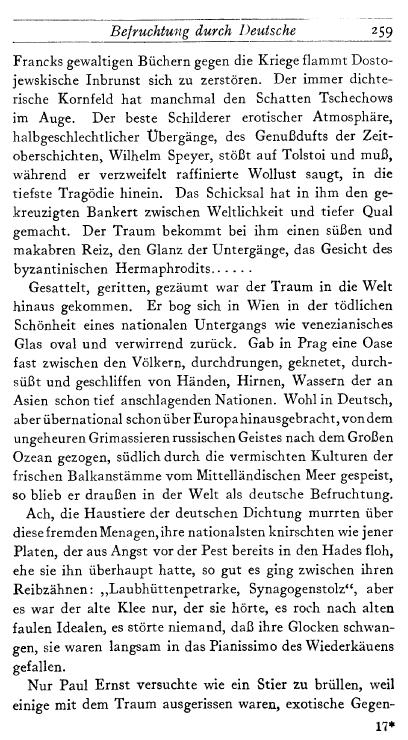 Befruchtung durch Deutsche 259
Francks gewaltigen Büchern gegen die Kriege flammt Dosto-
jewskische Inbrunst sich zu zerstören. Der immer dichte-
rische Kornfeld hat manchmal den Schatten Tschechows
im Auge. Der beste Schilderer erotischer Atmosphäre,
halbgeschlechtlicher Übergänge, des Genußdufts der Zeit-
oberschichten, Wilhelm Speyer, stößt auf Tolstoi und muß,
während er verzweifelt raffinierte Wollust saugt, in die
tiefste Tragödie hinein. Das Schicksal hat in ihm den ge-
kreuzigten Bankert zwischen Weltlichkeit und tiefer Qual
gemacht. Der Traum bekommt bei ihm einen süßen und
makabren Reiz, den Glanz der Untergänge, das Gesicht des
byzantinischen Hermaphrodits......
Gesattelt, geritten, gezäumt war der Traum in die Welt
hinaus gekommen. Er bog sich in Wien in der tödlichen
Schönheit eines nationalen Untergangs wie venezianisches
Glas oval und verwirrend zurück. Gab in Prag eine Oase
fast zwischen den Völkern, durchdrungen, geknetet, durch-
süßt und geschliffen von Händen, Hirnen, Wassern der an
Asien schon tief anschlagenden Nationen. Wohl in Deutsch,
aber übernational schon über Europa hinausgebracht, von dem
ungeheuren Grimassieren russischen Geistes nach dem Großen
Ozean gezogen, südlich durch die vermischten Kulturen der
frischen Balkanstämme vom Mittelländischen Meer gespeist,
so blieb er draußen in der Welt als deutsche Befruchtung.
Ach, die Haustiere der deutschen Dichtung murrten über
diese fremden Menagen, ihre nationalsten knirschten wie jener
Platen, der aus Angst vor der Pest bereits in den Hades floh,
ehe sie ihn überhaupt hatte, so gut es ging zwischen ihren
Reibzähnen: „Laubhüttenpetrarke, Synagogenstolz“, aber
es war der alte Klee nur, der sie hörte, es roch nach alten
faulen Idealen, es störte niemand, daß ihre Glocken schwan-
gen, sie waren langsam in das Pianissimo des Wiederkäuens
gefallen.
Nur Paul Ernst versuchte wie ein Stier zu brüllen, weil
einige mit dem Traum ausgerissen waren, exotische Gegen-
17*